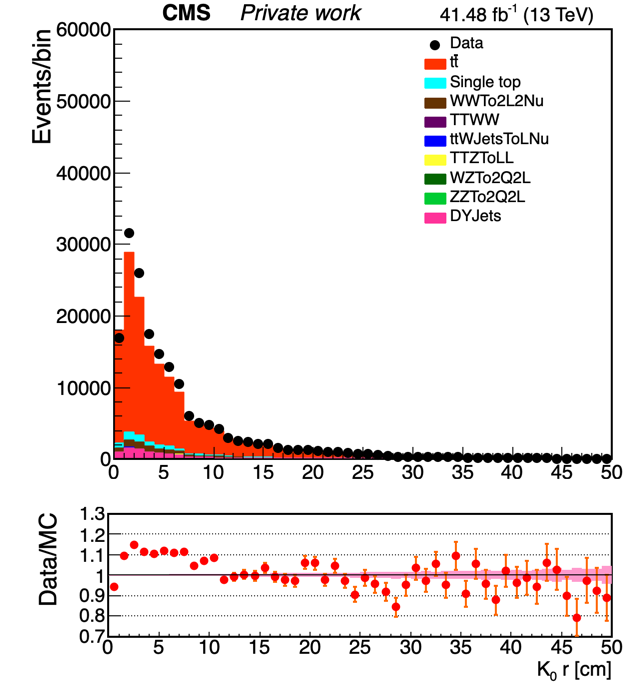 CMS Private work 41.48 fb⁻¹ (13 TeV)
Events/bin
60000
50000
40000
30000
20000
10000
0
Data
tt̄
Single top
WWTo2L2Nu
TTWW
ttWJetsToLNu
TTZToLL
WZTo2Q2L
ZZTo2Q2L
DYJets
0 5 10 15 20 25 30 35 40 45 50
Data/MC
1.3
1.2
1.1
1
0.9
0.8
0.7
0 5 10 15 20 25 30 35 40 45 50
K₀ r [cm]